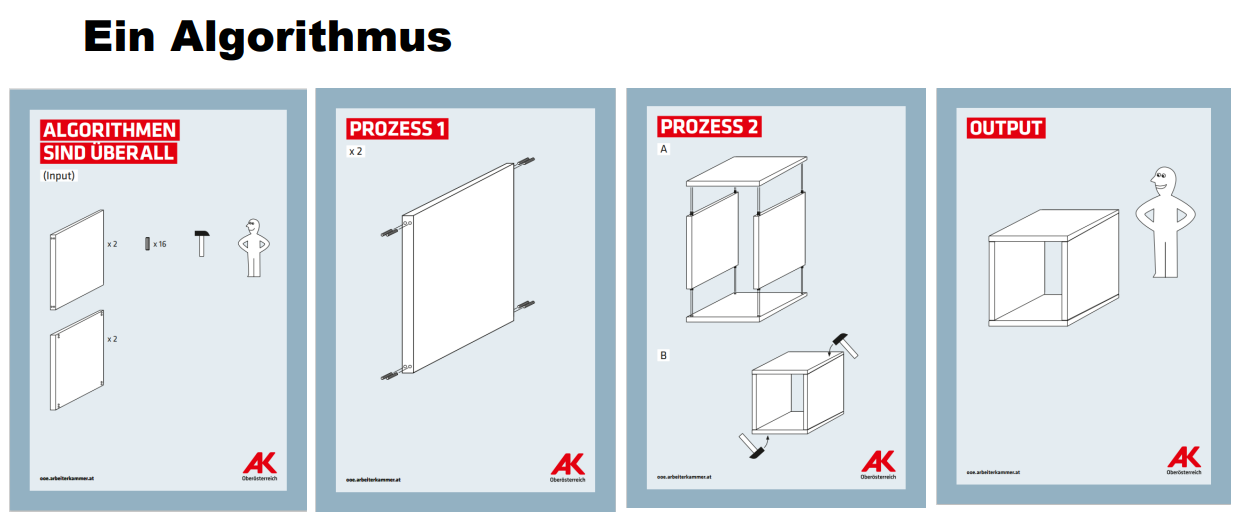 Ein Algorithmus
ALGORITHMEN
SIND ÜBERALL
(Input)
x 2
x 16
x 2
ooe.arbeiterkammer.at
AK
Oberösterreich
PROZESS 1
x 2
ooe.arbeiterkammer.at
AK
Oberösterreich
PROZESS 2
A
B
ooe.arbeiterkammer.at
AK
Oberösterreich
OUTPUT
ooe.arbeiterkammer.at
AK
Oberösterreich